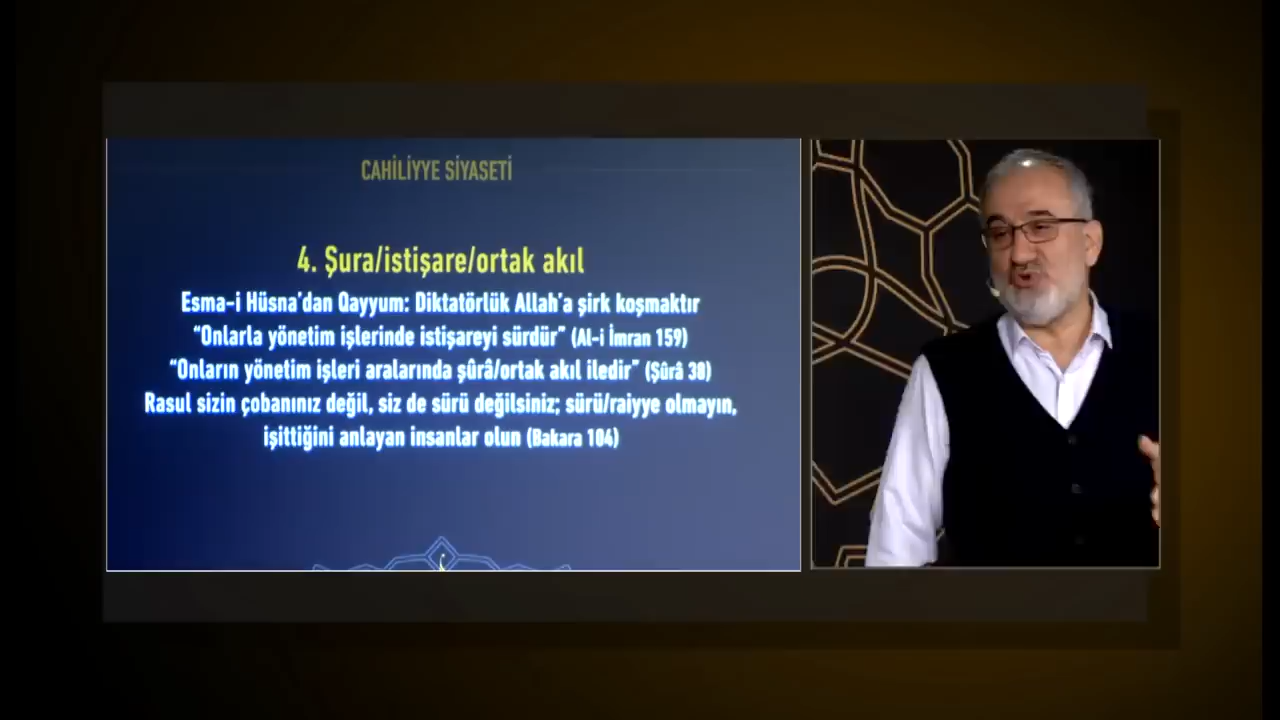 CAHİLİYYE SİYASETİ
4. Şura/istişare/ortak akıl
Esma-i Hüsna'dan Qayyum: Diktatörlük Allah'a şirk koşmaktır
"Onlarla yönetim işlerinde istişareyi sürdür" (Al-i İmran 159)
"Onların yönetim işleri aralarında şûrâ/ortak akıl iledir" (Şûrâ 38)
Rasul sizin çobanınız değil, siz de sürü değilsiniz; sürü/raiyye olmayın,
işittiğini anlayan insanlar olun (Bakara 104)